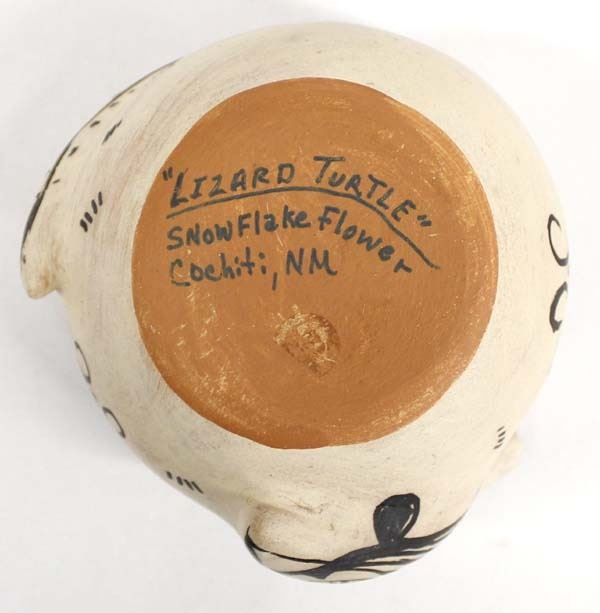 "LIZARD TURTLE"
SNowFlake Flower
Cochiti, NM